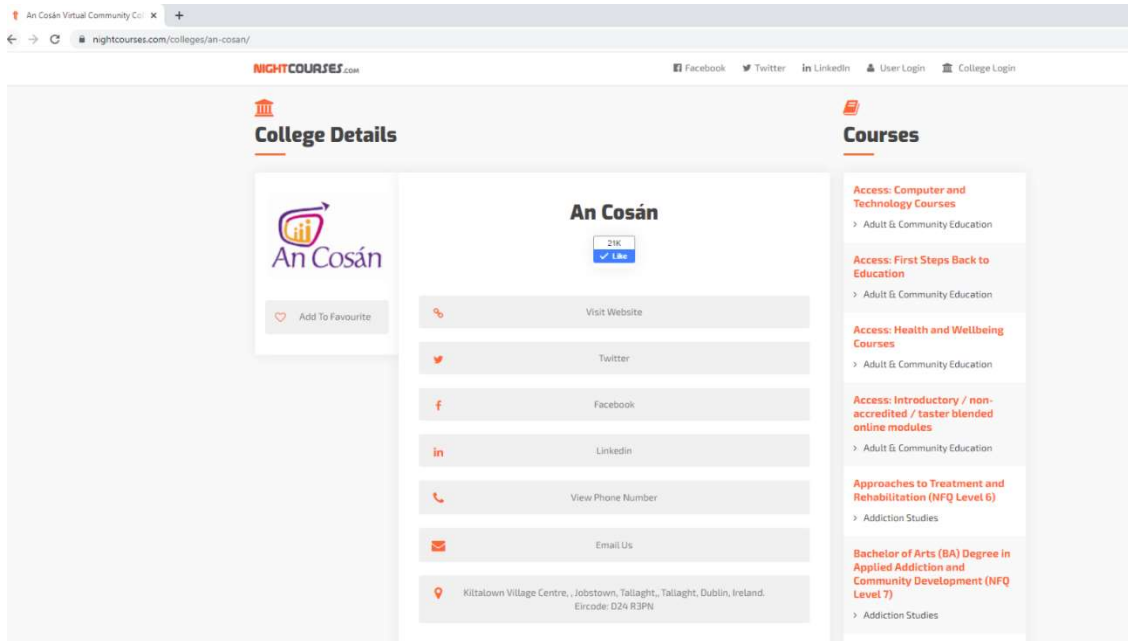 An Cosán Virtual Community Col
nightcourses.com/colleges/an-cosan/
NIGHTCOURSES.COM
Facebook Twitter LinkedIn User Login College Login
College Details
An Cosán
Add To Favourite
An Cosán
21K
Like
Visit Website
Twitter
Facebook
Linkedin
View Phone Number
Email Us
Kiltalown Village Centre, , Jobstown, Tallaght,, Tallaght, Dublin, Ireland.
Eircode: D24 R3PN
Courses
Access: Computer and
Technology Courses
> Adult & Community Education
Access: First Steps Back to
Education
> Adult & Community Education
Access: Health and Wellbeing
Courses
> Adult & Community Education
Access: Introductory / non-
accredited / taster blended
online modules
> Adult & Community Education
Approaches to Treatment and
Rehabilitation (NFQ Level 6)
> Addiction Studies
Bachelor of Arts (BA) Degree in
Applied Addiction and
Community Development (NFQ
Level 7)
> Addiction Studies